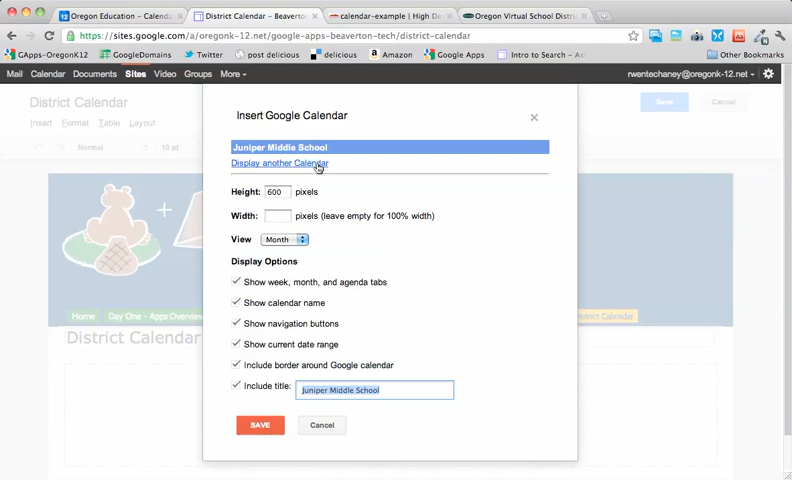 Oregon Education – Calenda
District Calendar – Beaverton
calendar-example | High De
Oregon Virtual School Distric
https://sites.google.com/a/oregonk-12.net/google-apps-beaverton-tech/district-calendar
GApps-OregonK12 GoogleDomains Twitter post delicious delicious Amazon Google Apps Intro to Search - As Other Bookmarks
Mail Calendar Documents Sites Video Groups More rwentechaney@oregonk-12.net
District Calendar
Save Cancel
Insert Format Table Layout
Normal 10 pt
Insert Google Calendar
Juniper Middle School
Display another Calendar
Height: 600 pixels
Width: pixels (leave empty for 100% width)
View Month
Display Options
Show week, month, and agenda tabs
Show calendar name
Show navigation buttons
Show current date range
Include border around Google calendar
Include title: Juniper Middle School
SAVE Cancel
Home Day One - Apps Overview
District Calendar
District Calendar